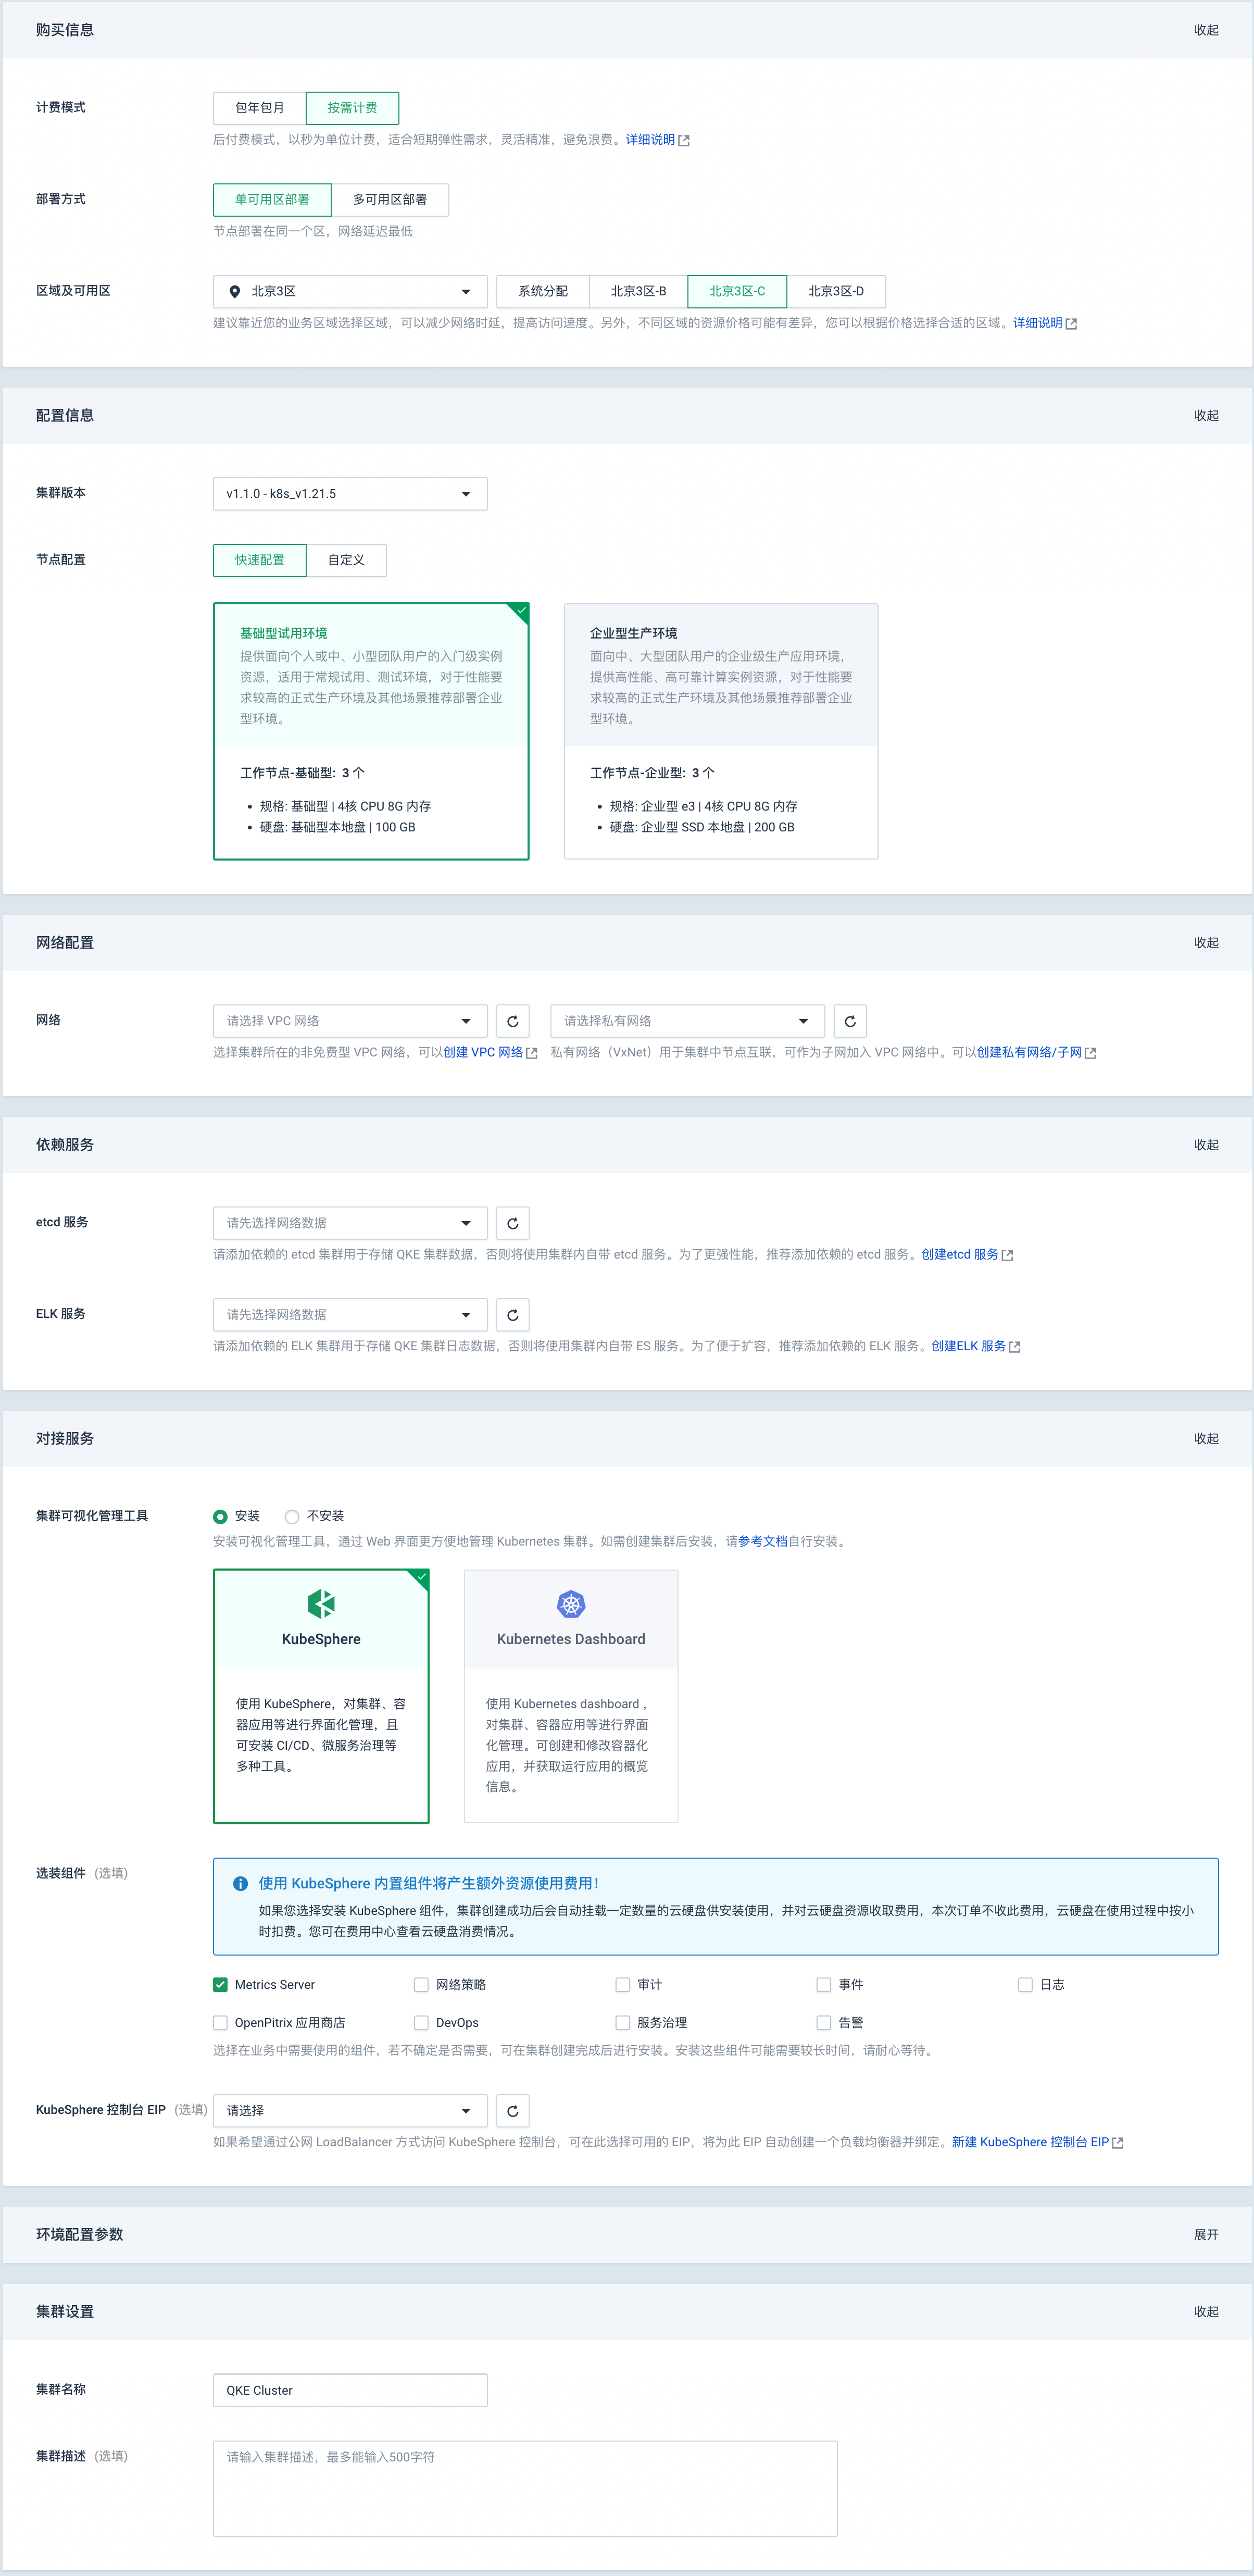 购买信息 收起
计费模式 包年包月 按需计费
后付费模式，以秒为单位计费，适合短期弹性需求，灵活精准，避免浪费。详细说明
部署方式 单可用区部署 多可用区部署
节点部署在同一个区，网络延迟最低
区域及可用区 北京3区 系统分配 北京3区-B 北京3区-C 北京3区-D
建议靠近您的业务区域选择区域，可以减少网络时延，提高访问速度。另外，不同区域的资源价格可能有差异，您可以根据价格选择合适的区域。详细说明
配置信息 收起
集群版本 v1.1.0 - k8s_v1.21.5
节点配置 快速配置 自定义
基础型试用环境
提供面向个人或中、小型团队用户的入门级实例
资源，适用于常规试用、测试环境，对于性能要
求较高的正式生产环境及其他场景推荐部署企业
型环境。
工作节点-基础型: 3 个
• 规格: 基础型 | 4核 CPU 8G 内存
• 硬盘: 基础型本地盘 | 100 GB
企业型生产环境
面向中、大型团队用户的企业级生产应用环境，
提供高性能、高可靠计算实例资源，对于性能要
求较高的正式生产环境及其他场景推荐部署企业
型环境。
工作节点-企业型: 3 个
• 规格: 企业型 e3 | 4核 CPU 8G 内存
• 硬盘: 企业型 SSD 本地盘 | 200 GB
网络配置 收起
网络 请选择 VPC 网络 请选择私有网络
选择集群所在的非免费型 VPC 网络，可以创建 VPC 网络 私有网络（VxNet）用于集群中节点互联，可作为子网加入 VPC 网络中。可以创建私有网络/子网
依赖服务 收起
etcd 服务 请先选择网络数据
请添加依赖的 etcd 集群用于存储 QKE 集群数据，否则将使用集群内自带 etcd 服务。为了更强性能，推荐添加依赖的 etcd 服务。创建etcd 服务
ELK 服务 请先选择网络数据
请添加依赖的 ELK 集群用于存储 QKE 集群日志数据，否则将使用集群内自带 ES 服务。为了便于扩容，推荐添加依赖的 ELK 服务。创建ELK 服务
对接服务 收起
集群可视化管理工具 安装 不安装
安装可视化管理工具，通过 Web 界面更方便地管理 Kubernetes 集群。如需创建集群后安装，请参考文档自行安装。
KubeSphere
使用 KubeSphere，对集群、容
器应用等进行界面化管理，且
可安装 CI/CD、微服务治理等
多种工具。
Kubernetes Dashboard
使用 Kubernetes dashboard ，
对集群、容器应用等进行界面
化管理。可创建和修改容器化
应用，并获取运行应用的概览
信息。
选装组件 (选填)
使用 KubeSphere 内置组件将产生额外资源使用费用！
如果您选择安装 KubeSphere 组件，集群创建成功后会自动挂载一定数量的云硬盘供安装使用，并对云硬盘资源收取费用，本次订单不收此费用，云硬盘在使用过程中按小
时扣费。您可在费用中心查看云硬盘消费情况。
Metrics Server 网络策略 审计 事件 日志
OpenPitrix 应用商店 DevOps 服务治理 告警
选择在业务中需要使用的组件，若不确定是否需要，可在集群创建完成后进行安装。安装这些组件可能需要较长时间，请耐心等待。
KubeSphere 控制台 EIP (选填) 请选择
如果希望通过公网 LoadBalancer 方式访问 KubeSphere 控制台，可在此选择可用的 EIP，将为此 EIP 自动创建一个负载均衡器并绑定。新建 KubeSphere 控制台 EIP
环境配置参数 展开
集群设置 收起
集群名称 QKE Cluster
集群描述 (选填) 请输入集群描述，最多能输入500字符